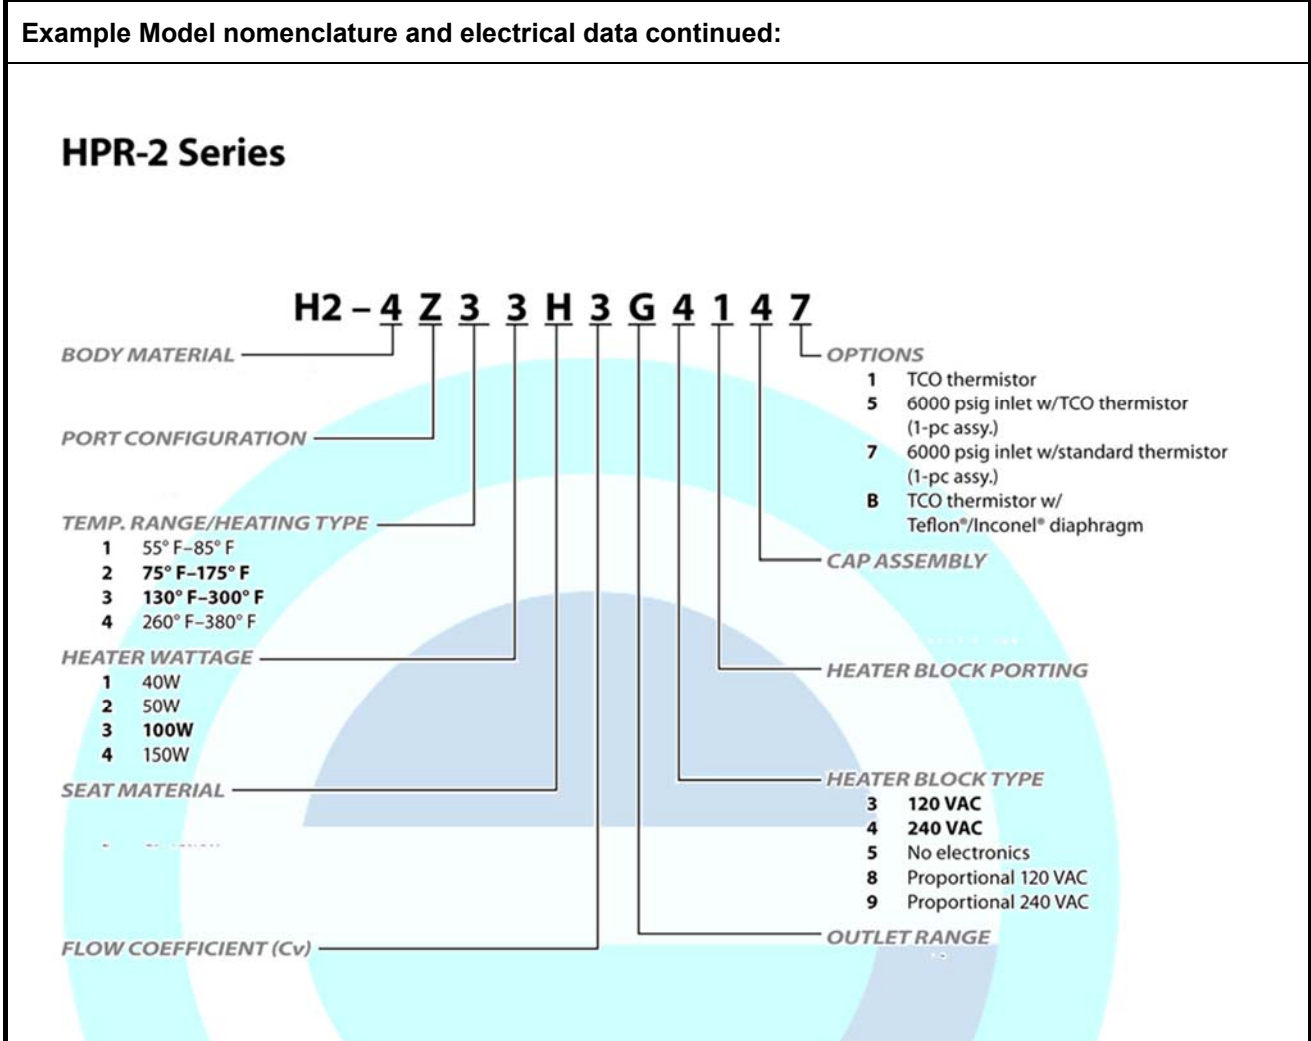 Example Model nomenclature and electrical data continued:
HPR-2 Series
H2 – 4 Z 3 3 H 3 G 4 1 4 7
BODY MATERIAL
PORT CONFIGURATION
TEMP. RANGE/HEATING TYPE
1 55° F–85° F
2 75° F–175° F
3 130° F–300° F
4 260° F–380° F
HEATER WATTAGE
1 40W
2 50W
3 100W
4 150W
SEAT MATERIAL
FLOW COEFFICIENT (Cv)
OPTIONS
1 TCO thermistor
5 6000 psig inlet w/TCO thermistor
(1-pc assy.)
7 6000 psig inlet w/standard thermistor
(1-pc assy.)
B TCO thermistor w/
Teflon®/Inconel® diaphragm
CAP ASSEMBLY
HEATER BLOCK PORTING
HEATER BLOCK TYPE
3 120 VAC
4 240 VAC
5 No electronics
8 Proportional 120 VAC
9 Proportional 240 VAC
OUTLET RANGE